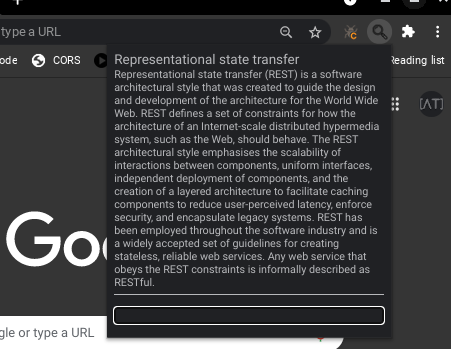 type a URL
ode
CORS
Reading list
[ΛT]
Representational state transfer
Representational state transfer (REST) is a software
architectural style that was created to guide the design
and development of the architecture for the World Wide
Web. REST defines a set of constraints for how the
architecture of an Internet-scale distributed hypermedia
system, such as the Web, should behave. The REST
architectural style emphasises the scalability of
interactions between components, uniform interfaces,
independent deployment of components, and the
creation of a layered architecture to facilitate caching
components to reduce user-perceived latency, enforce
security, and encapsulate legacy systems. REST has
been employed throughout the software industry and is
a widely accepted set of guidelines for creating
stateless, reliable web services. Any web service that
obeys the REST constraints is informally described as
RESTful.
Goo
gle or type a URL